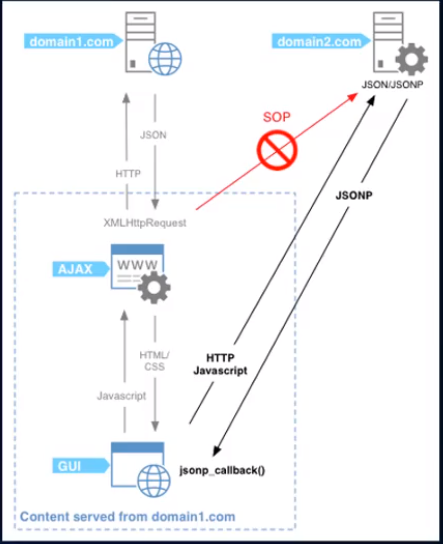 domain1.com
domain2.com
JSON/JSONP
SOP
JSON
HTTP
JSONP
XMLHttpRequest
WWW
AJAX
HTML/
CSS
HTTP
Javascript
Javascript
GUI
jsonp_callback()
Content served from domain1.com